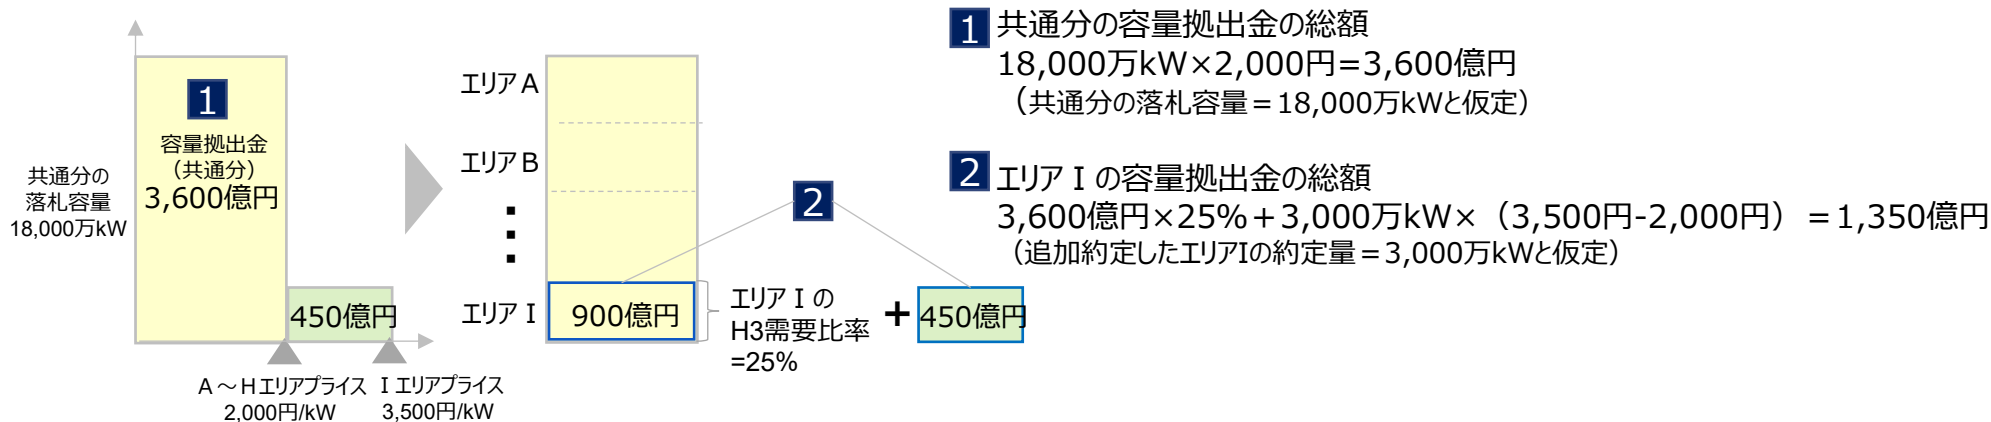 1
容量拠出金
（共通分）
3,600億円
共通分の
落札容量
18,000万kW
450億円
A～Hエリアプライス
2,000円/kW
Ｉエリアプライス
3,500円/kW
エリアA
エリアB
エリアＩ
900億円
2
エリアＩの
H3需要比率
=25%
+
450億円
1 共通分の容量拠出金の総額
18,000万kW×2,000円=3,600億円
（共通分の落札容量＝18,000万kWと仮定）
2 エリアＩの容量拠出金の総額
3,600億円×25%＋3,000万kW×（3,500円-2,000円）＝1,350億円
（追加約定したエリアIの約定量＝3,000万kWと仮定）